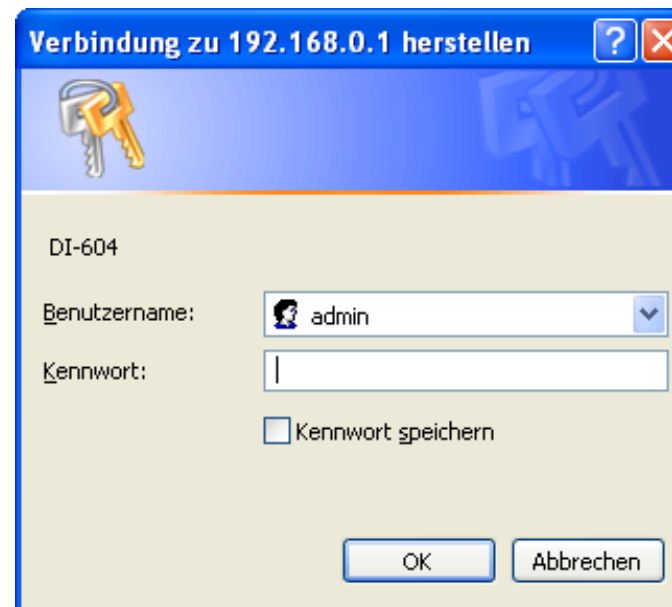 Verbindung zu 192.168.0.1 herstellen
DI-604
Benutzername: admin
Kennwort:
Kennwort speichern
OK Abbrechen